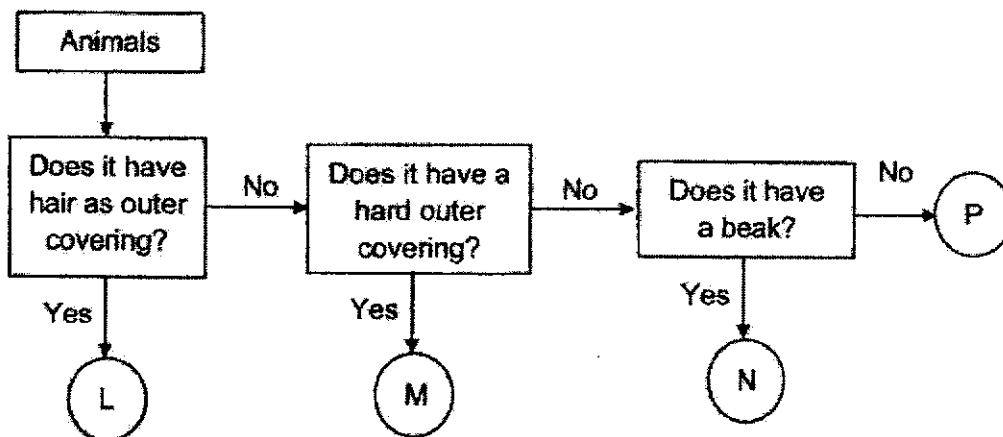 Animals
Does it have
hair as outer
covering?
No
Does it have a
hard outer
covering?
No
Does it have
a beak?
No
P
Yes
Yes
Yes
L
M
N